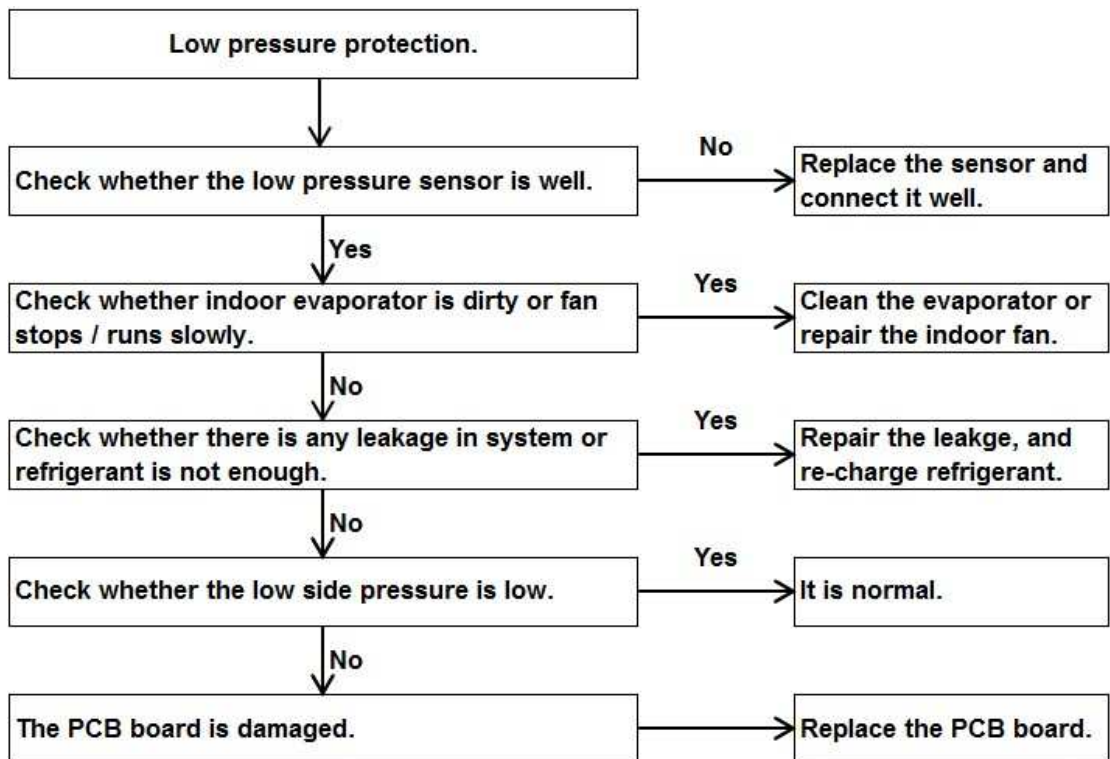 Low pressure protection.
Check whether the low pressure sensor is well.
No
Replace the sensor and
connect it well.
Yes
Check whether indoor evaporator is dirty or fan
stops / runs slowly.
Yes
Clean the evaporator or
repair the indoor fan.
No
Check whether there is any leakage in system or
refrigerant is not enough.
Yes
Repair the leakge, and
re-charge refrigerant.
No
Check whether the low side pressure is low.
Yes
It is normal.
No
The PCB board is damaged.
Replace the PCB board.